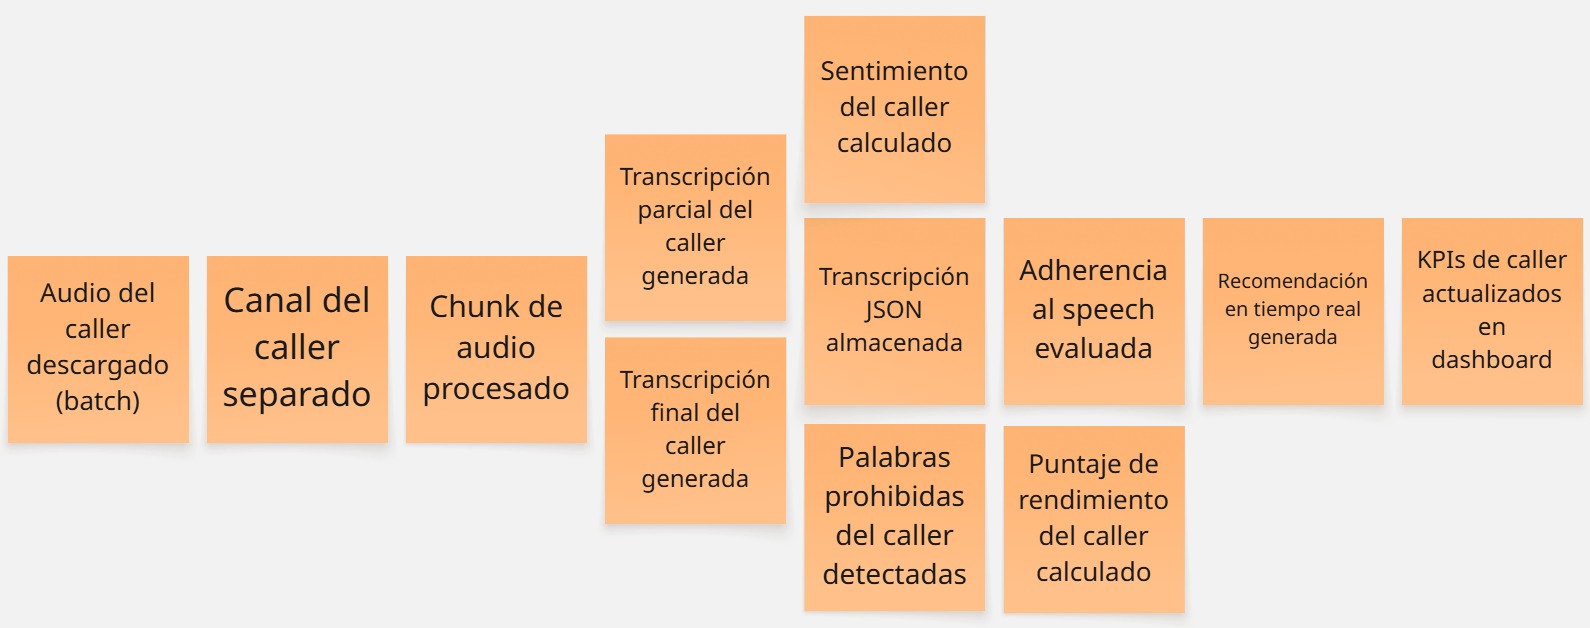 Audio del
caller
descargado
(batch)
Canal del
caller
separado
Chunk de
audio
procesado
Transcripción
parcial del
caller
generada
Transcripción
final del
caller
generada
Sentimiento
del caller
calculado
Transcripción
JSON
almacenada
Palabras
prohibidas
del caller
detectadas
Adherencia
al speech
evaluada
Puntaje de
rendimiento
del caller
calculado
Recomendación
en tiempo real
generada
KPIs de caller
actualizados
en
dashboard